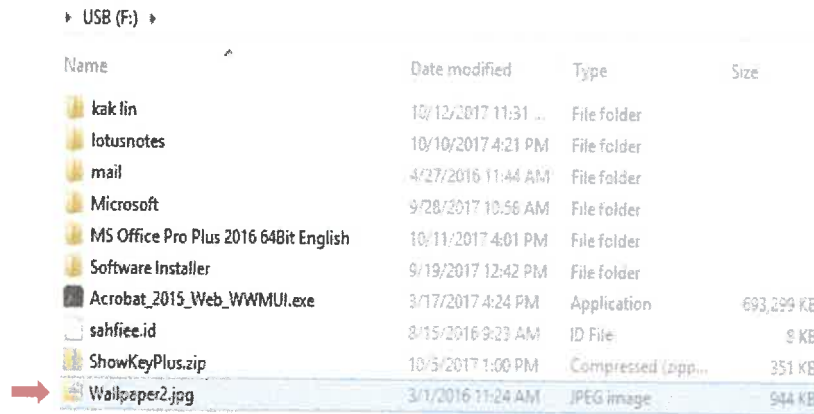 USB (F:)
Name Date modified Type Size
kak lin 10/12/2017 11:31 ... File folder
lotusnotes 10/10/2017 4:21 PM File folder
mail 4/27/2016 11:44 AM File folder
Microsoft 9/28/2017 10:56 AM File folder
MS Office Pro Plus 2016 64Bit English 10/11/2017 4:01 PM File folder
Software Installer 9/19/2017 12:42 PM File folder
Acrobat_2015_Web_WWMUI.exe 3/17/2017 4:24 PM Application 693,299 KB
sahfiee.id 8/15/2016 9:23 AM ID File 8 KB
ShowKeyPlus.zip 10/5/2017 1:00 PM Compressed (zipp... 351 KB
Wallpaper2.jpg 3/1/2016 11:24 AM JPEG image 944 KB